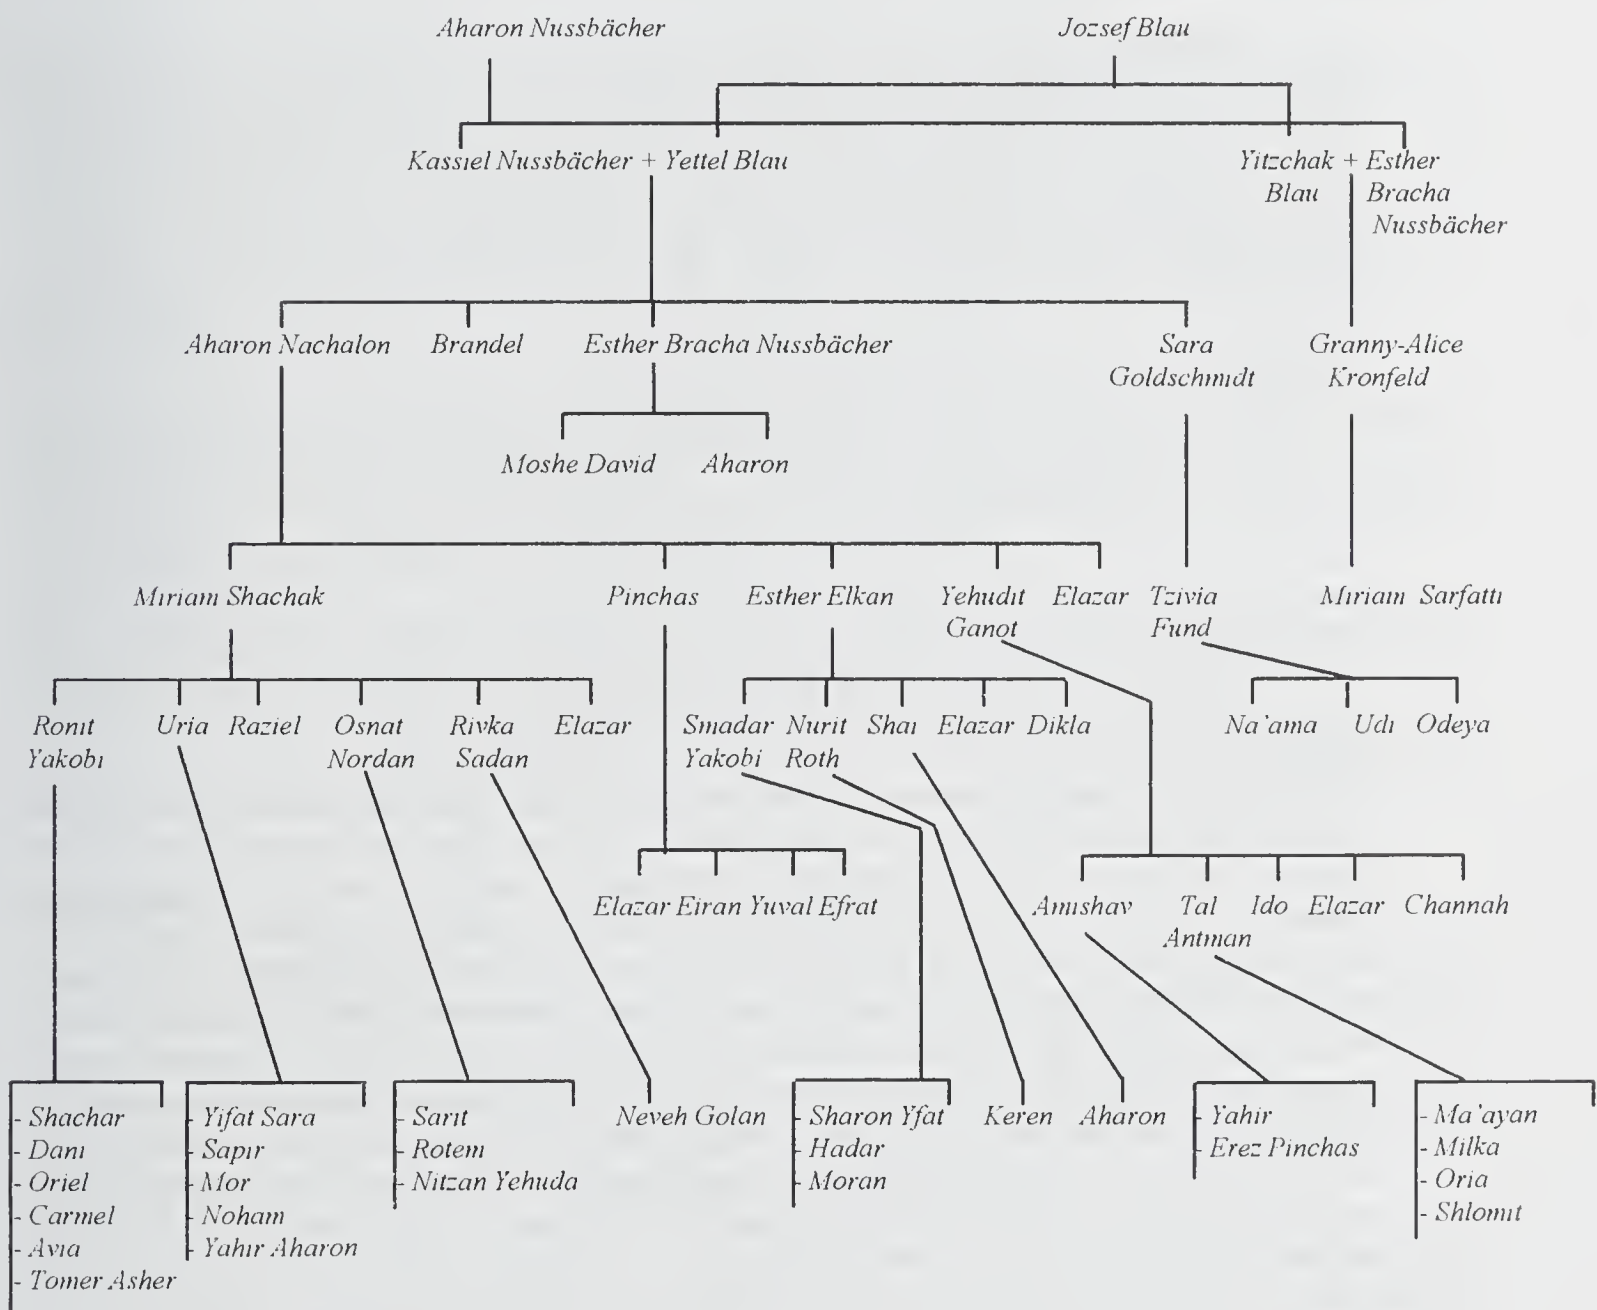 Aharon Nussbächer
Jozsef Blau
Kassiel Nussbächer + Yettel Blau
Yitzchak + Esther
Blau Bracha
Nussbächer
Aharon Nachalon Brandel Esther Bracha Nussbächer Sara Granny-Alice
Goldschmidt Kronfeld
Moshe David Aharon
Miriam Shachak Pinchas Esther Elkan Yehudit Elazar Tzivia Miriam Sarfatti
Ganot Fund
Ronit Uria Raziel Osnat Rivka Elazar Smadar Nurit Shai Elazar Dikla Na'ama Udi Odeya
Yakobi Nordan Sadan Yakobi Roth
Elazar Eiran Yuval Efrat Amishav Tal Ido Elazar Channah
Antman
- Shachar
- Dani
- Oriel
- Carmel
- Avia
- Tomer Asher
- Yifat Sara
- Sapir
- Mor
- Noham
- Yahir Aharon
- Sarit
- Rotem
- Nitzan Yehuda
Neveh Golan
- Sharon Yfat
- Hadar
- Moran
Keren
Aharon
- Yahir
- Erez Pinchas
- Ma'ayan
- Milka
- Oria
- Shlomit